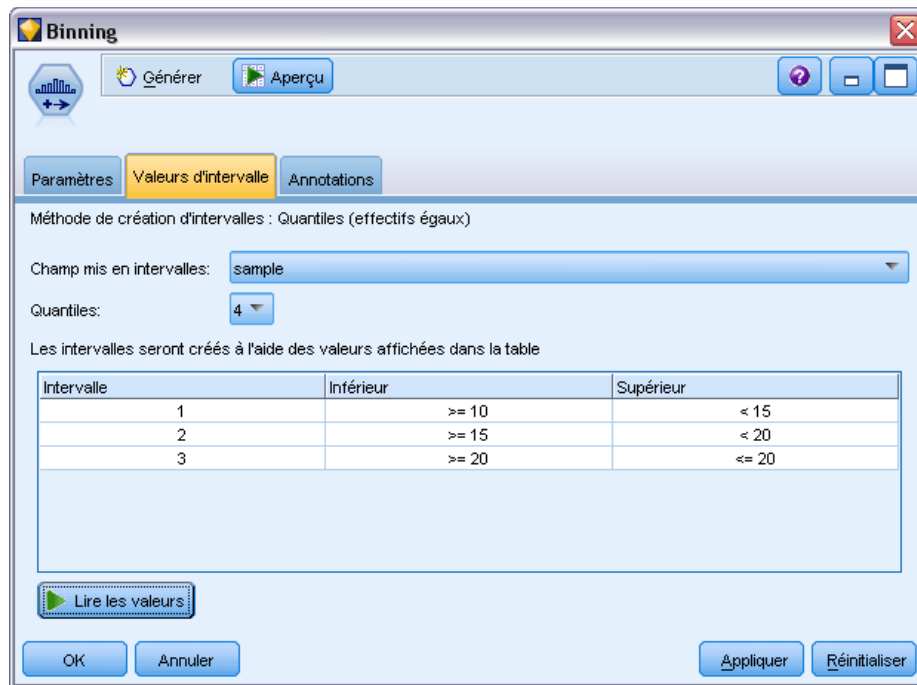 Binning
Générer Aperçu
Paramètres Valeurs d'intervalle Annotations
Méthode de création d'intervalles : Quantiles (effectifs égaux)
Champ mis en intervalles: sample
Quantiles: 4
Les intervalles seront créés à l'aide des valeurs affichées dans la table
Intervalle Inférieur Supérieur
1 >= 10 < 15
2 >= 15 < 20
3 >= 20 <= 20
Lire les valeurs
OK Annuler Appliquer Réinitialiser